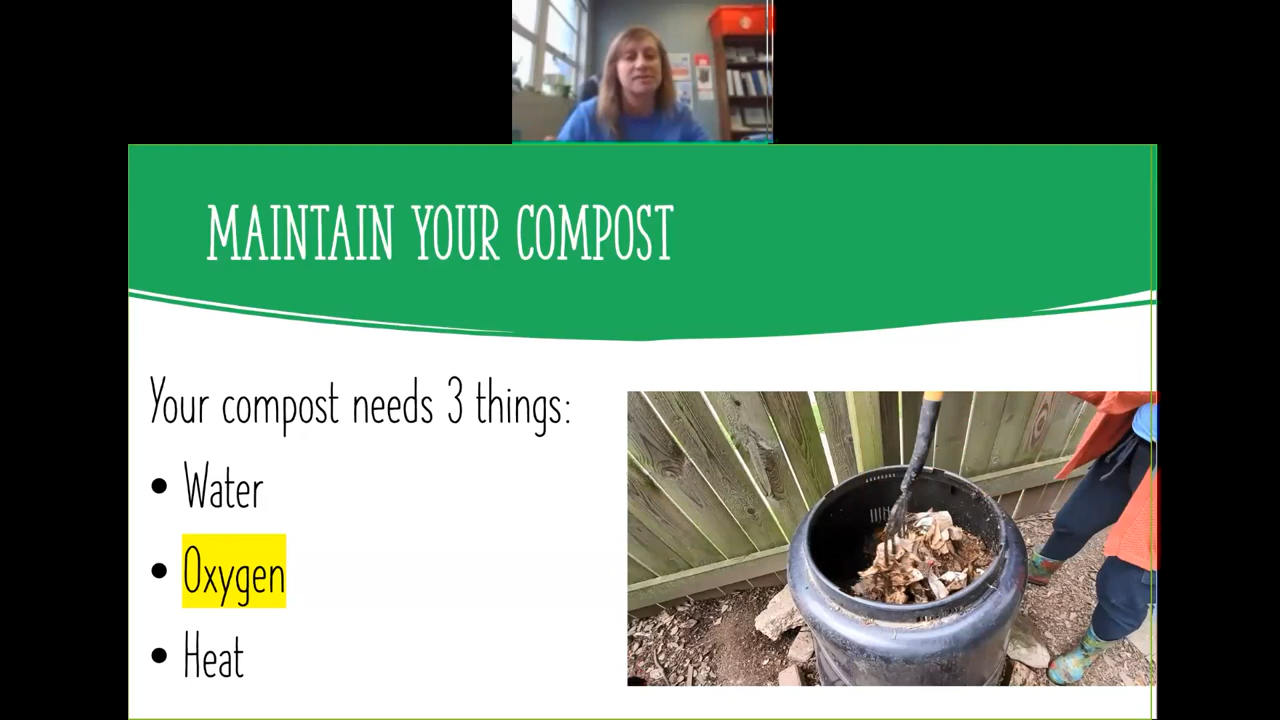 MAINTAIN YOUR COMPOST
Your compost needs 3 things:
• Water
• Oxygen
• Heat